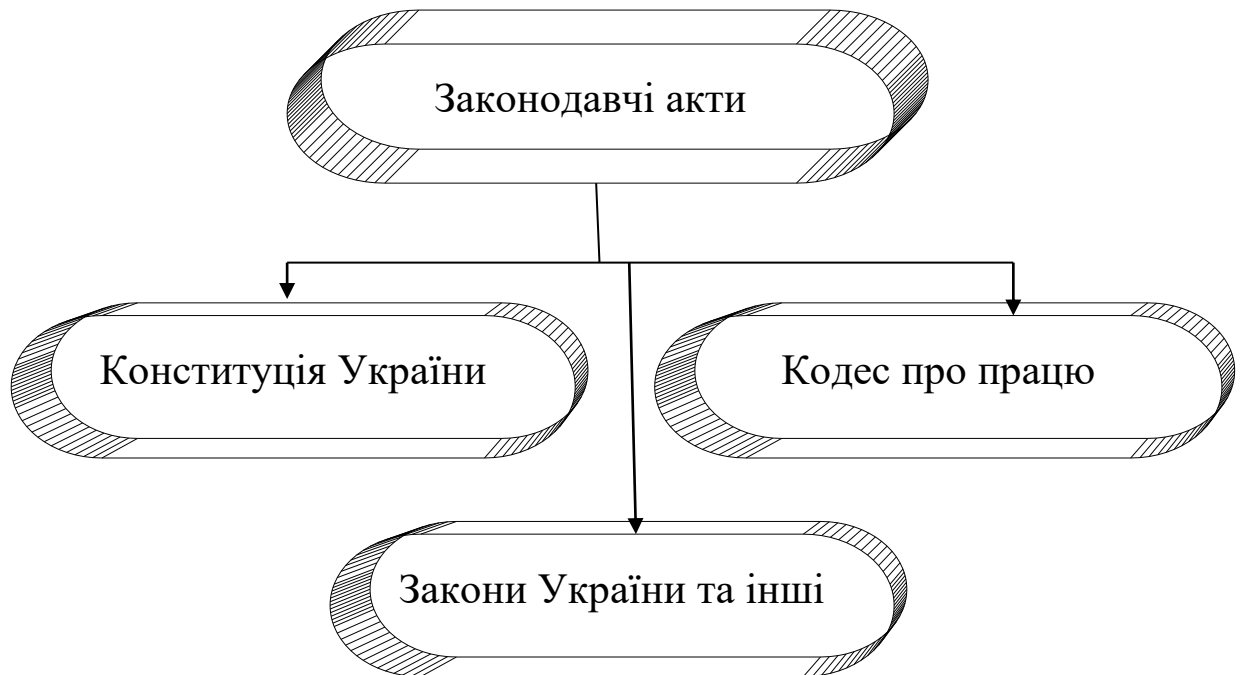 Законодавчі акти
Конституція України
Кодес про працю
Закони України та інші